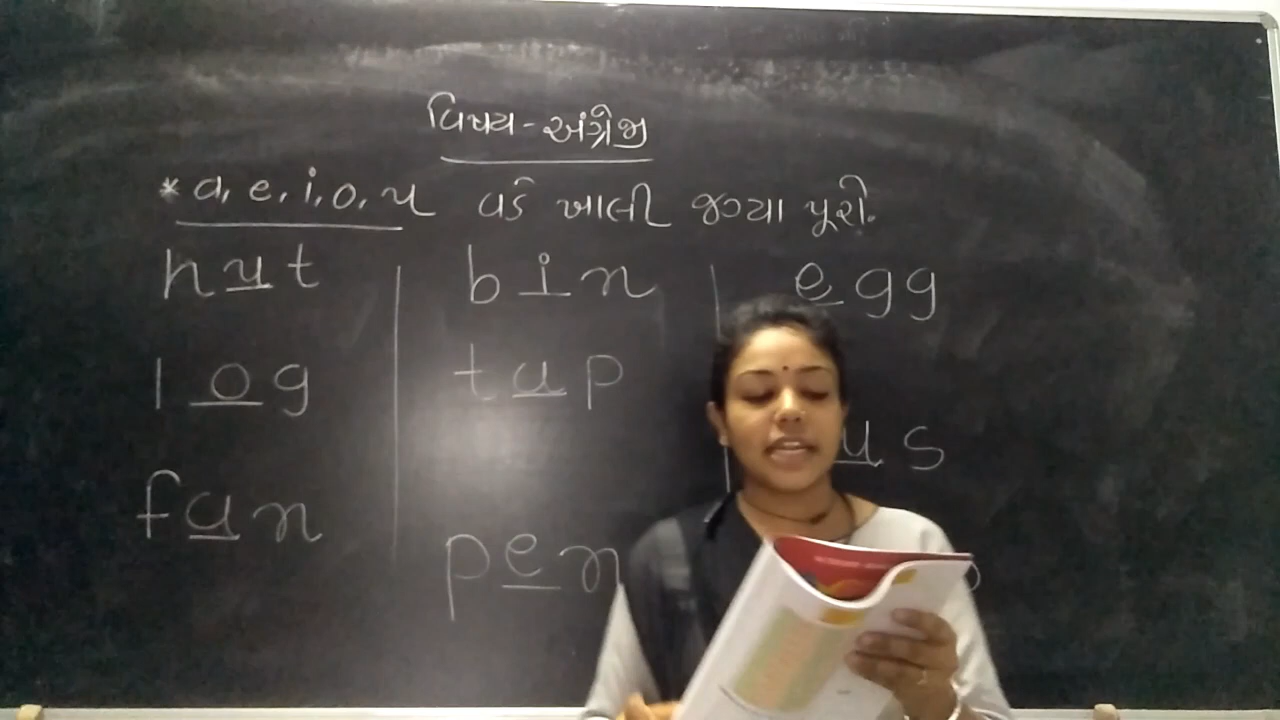 વિષય - અંગ્રેજી
* a, e, i, o, u વડે ખાલી જગ્યા પૂરો.
hut bin egg
log tap us
fan pen